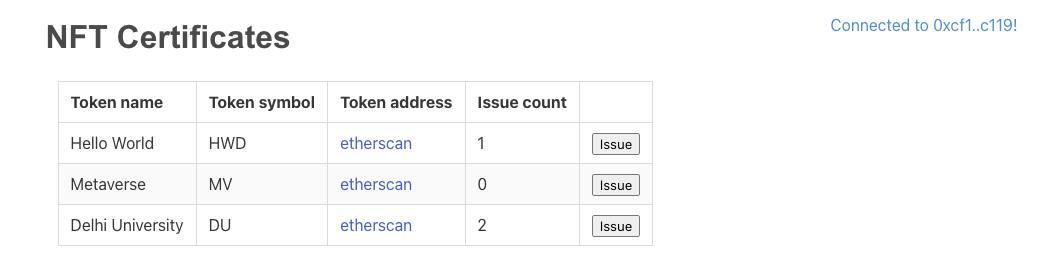 NFT Certificates
Connected to 0xcf1..c119!
Token name Token symbol Token address Issue count
Hello World HWD etherscan 1 Issue
Metaverse MV etherscan 0 Issue
Delhi University DU etherscan 2 Issue